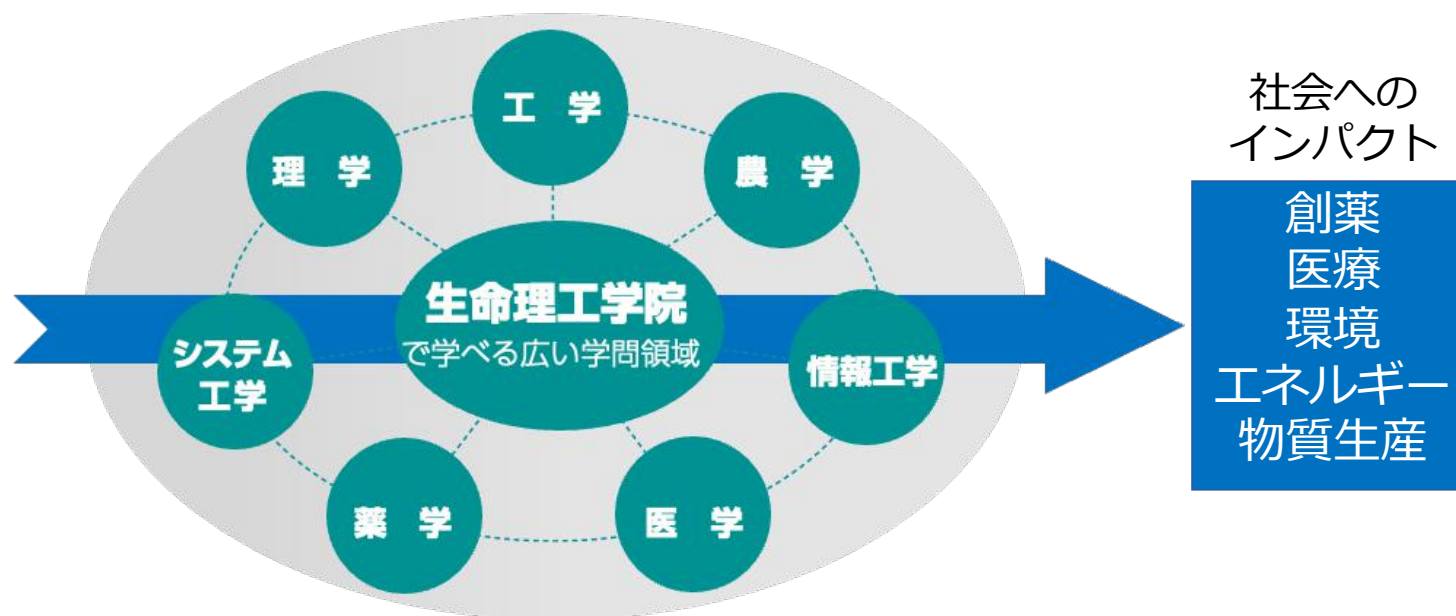 工 学
理 学
農 学
生命理工学院
で学べる広い学問領域
システム
工学
情報工学
薬 学
医 学
社会への
インパクト
創薬
医療
環境
エネルギー
物質生産